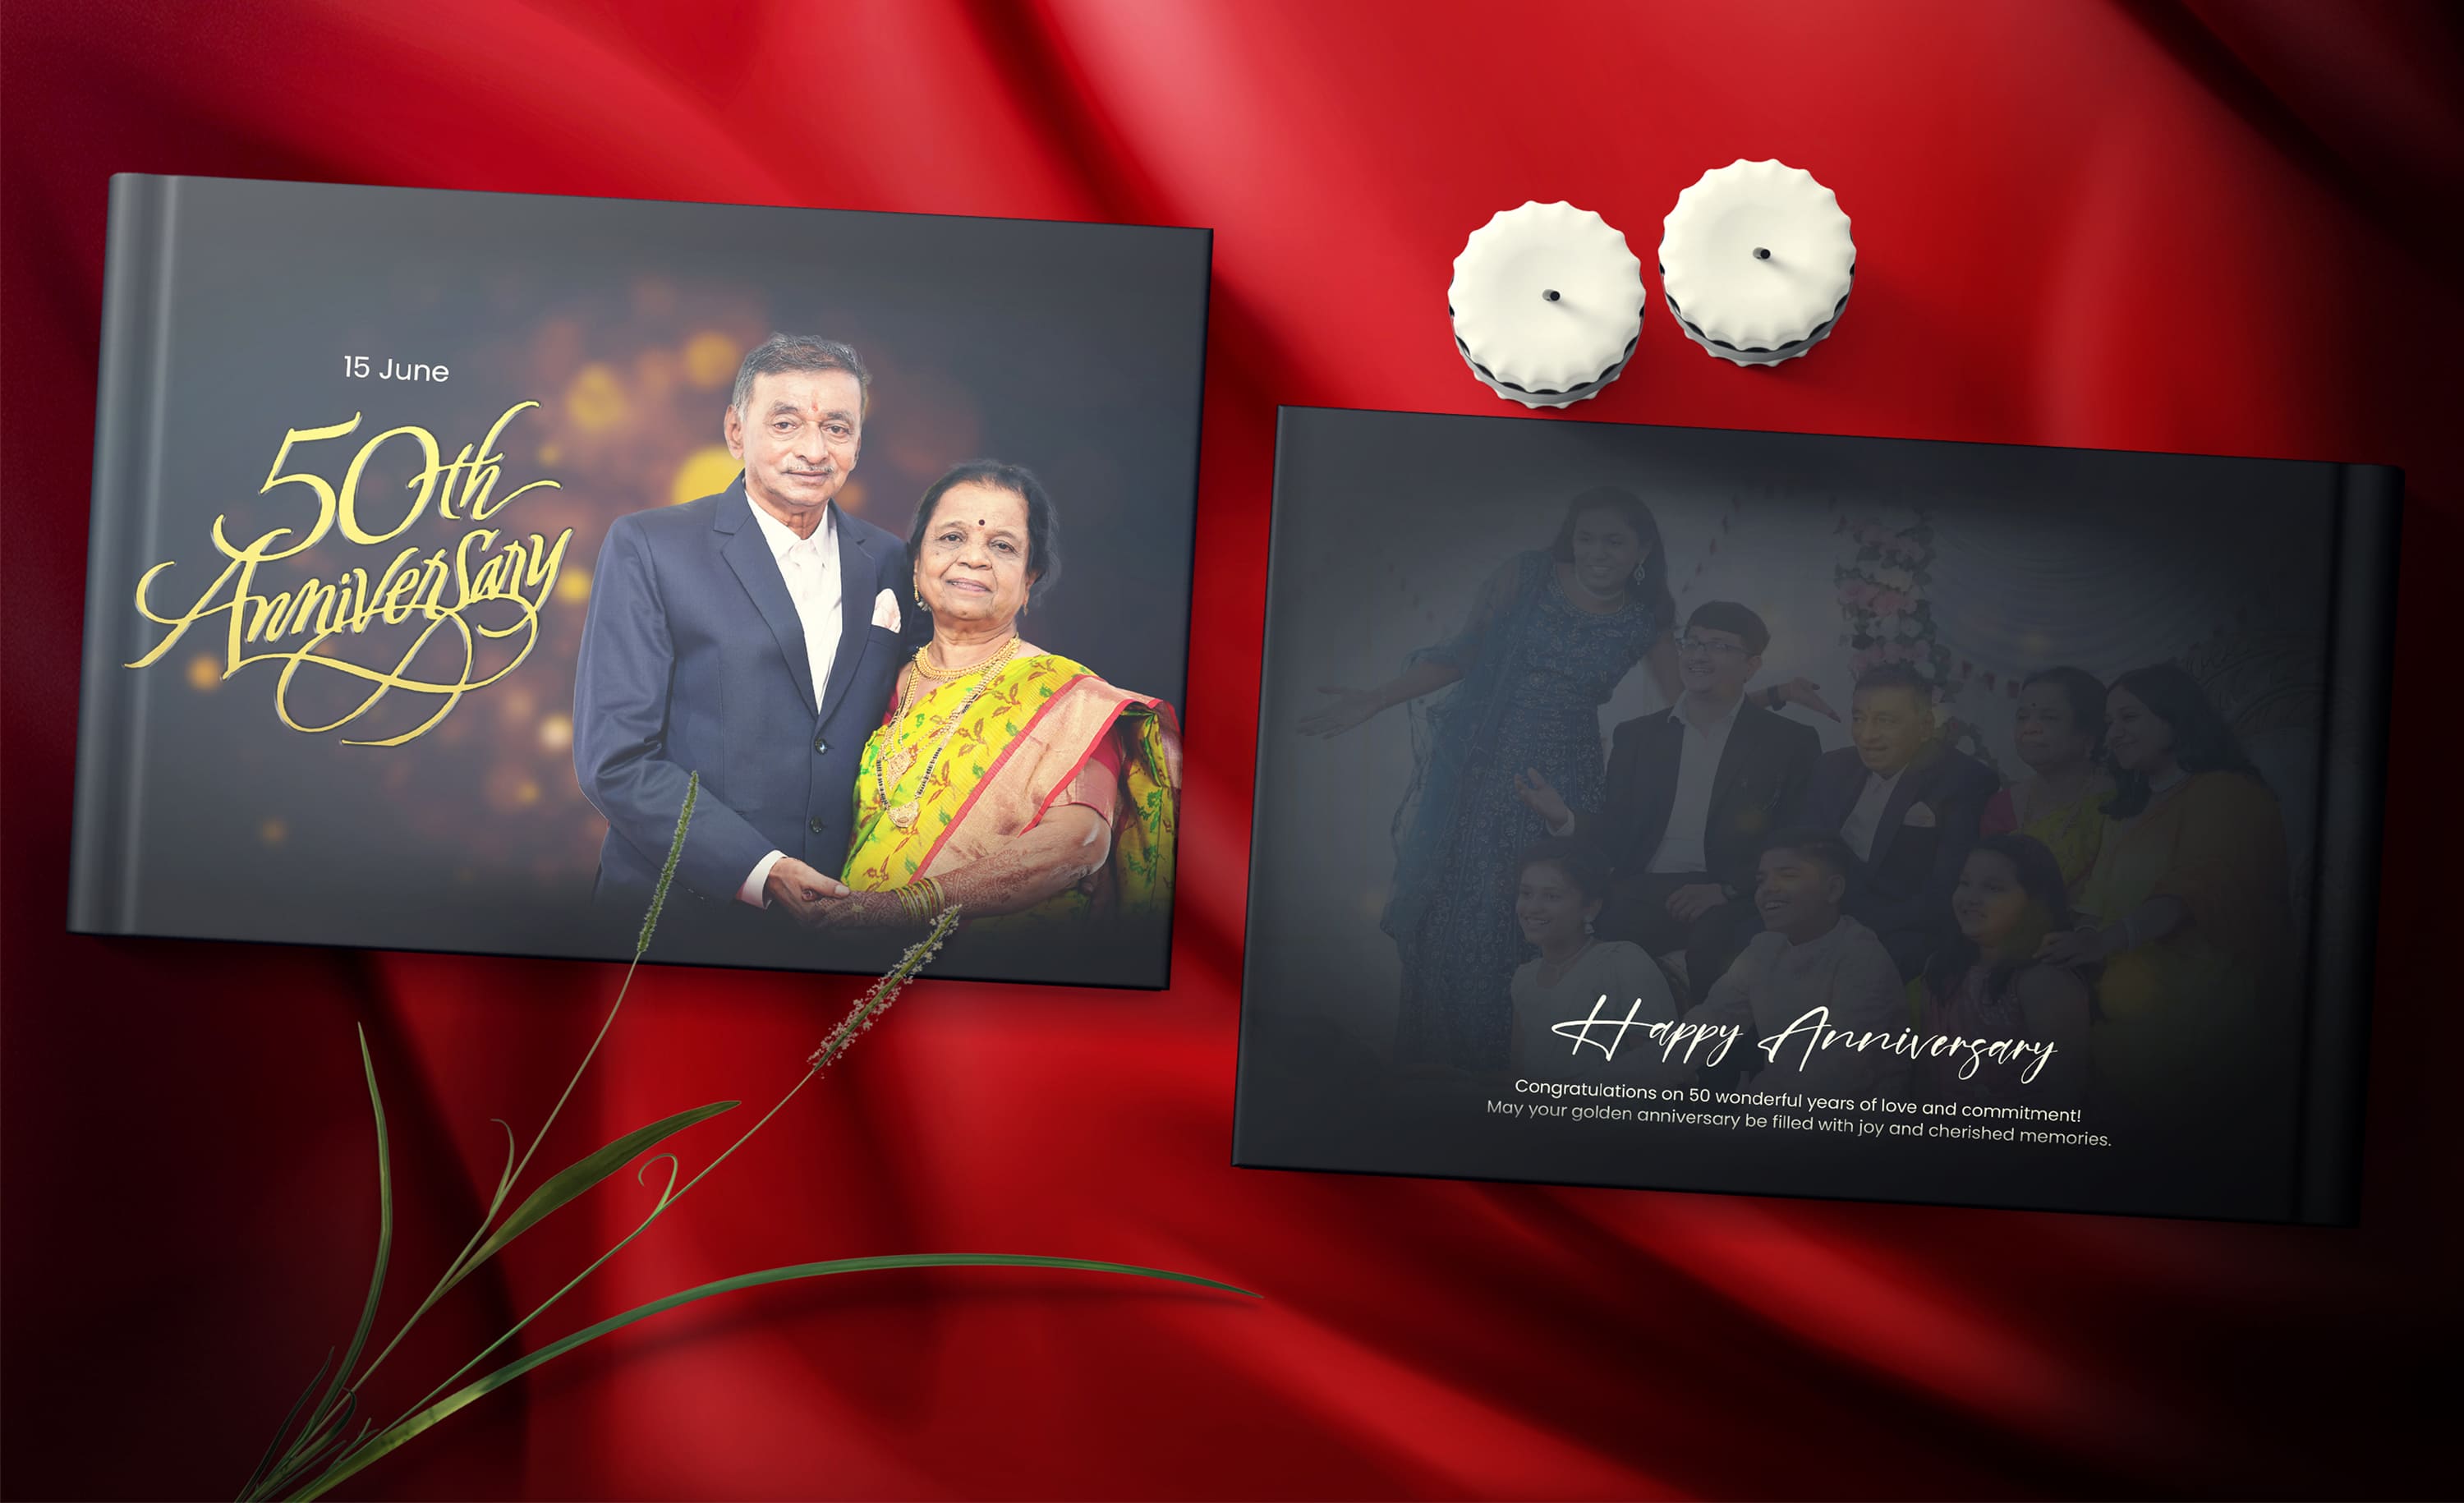 15 June
50th
Anniversary
Happy Anniversary
Congratulations on 50 wonderful years of love and commitment!
May your golden anniversary be filled with joy and cherished memories.